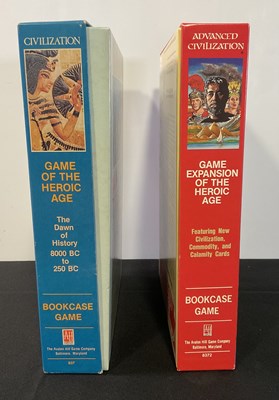 CIVILIZATION
GAME
OF THE
HEROIC
AGE
The
Dawn
of
History
8000 BC
to
250 BC
BOOKCASE
GAME
The Avalon Hill Game Company
Baltimore, Maryland
837
ADVANCED
CIVILIZATION
GAME
EXPANSION
OF THE
HEROIC
AGE
Featuring New
Civilization,
Commodity, and
Calamity Cards
BOOKCASE
GAME
The Avalon Hill Game Company
Baltimore, Maryland
8373